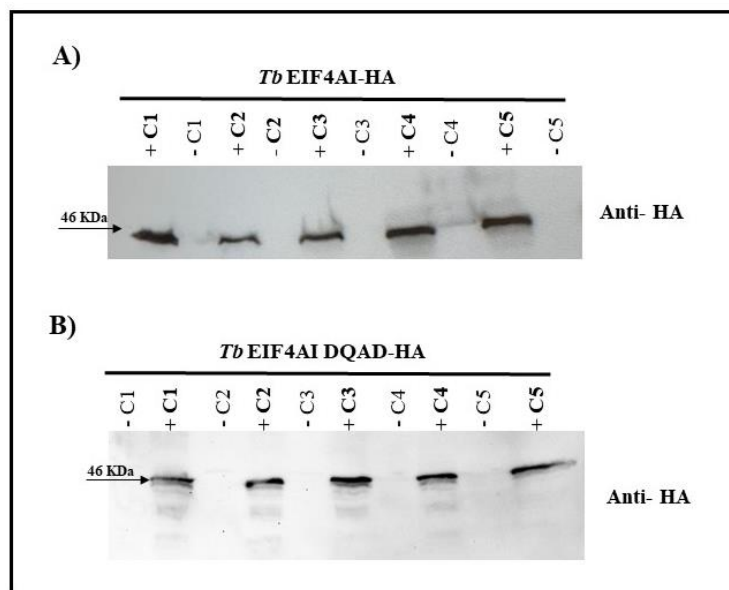 A)
Tb EIF4AI-HA
+ C1 - C1 + C2 - C2 + C3 - C3 + C4 - C4 + C5 - C5
46 KDa
Anti- HA
B)
Tb EIF4AI DQAD-HA
- C1 + C1 - C2 + C2 - C3 + C3 - C4 + C4 - C5 + C5
46 KDa
Anti- HA